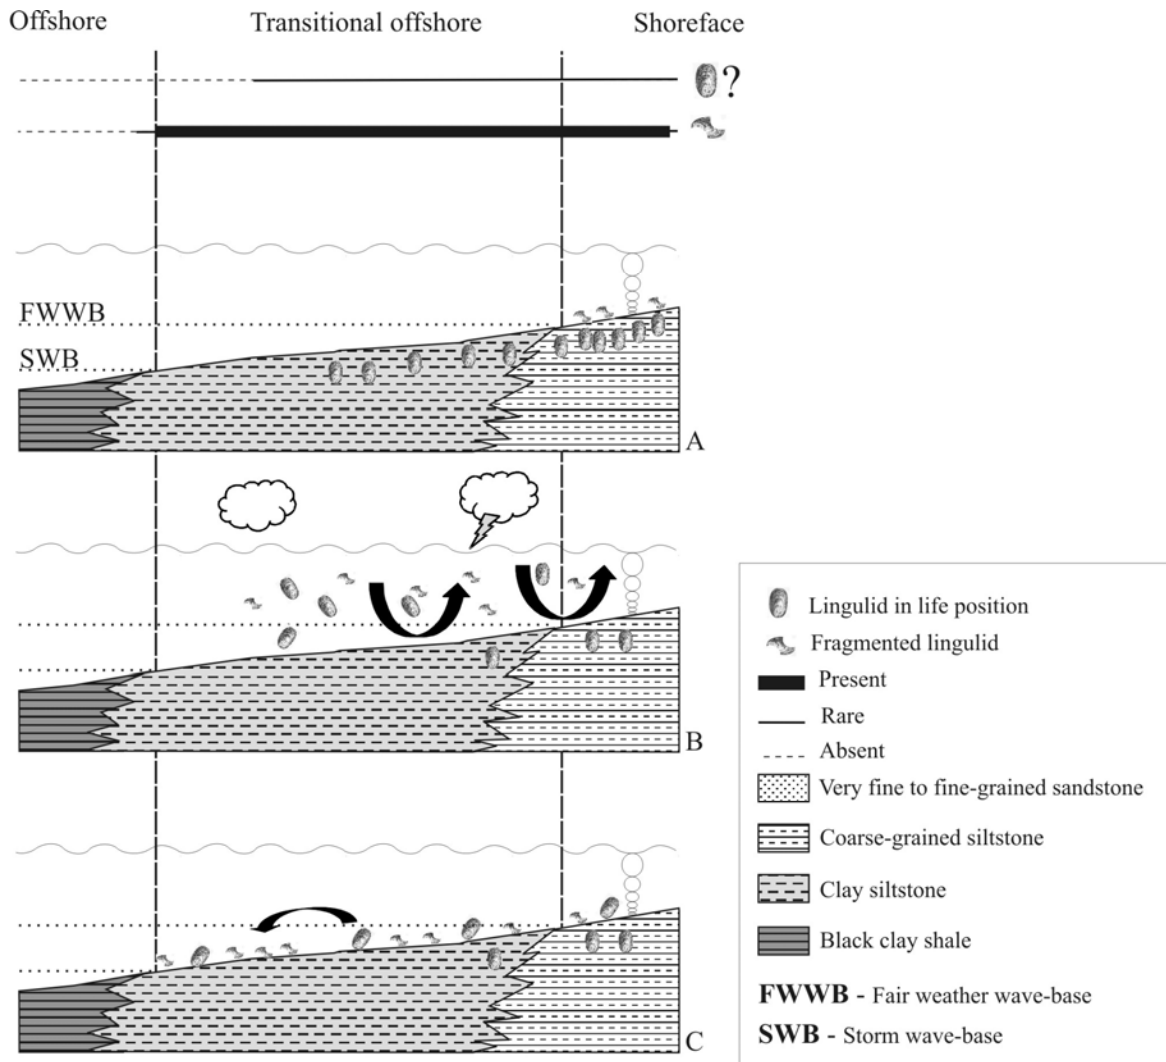 Offshore
Transitional offshore
Shoreface
?
FWWB
SWB
A
B
C
Lingulid in life position
Fragmented lingulid
Present
Rare
Absent
Very fine to fine-grained sandstone
Coarse-grained siltstone
Clay siltstone
Black clay shale
FWWB - Fair weather wave-base
SWB - Storm wave-base